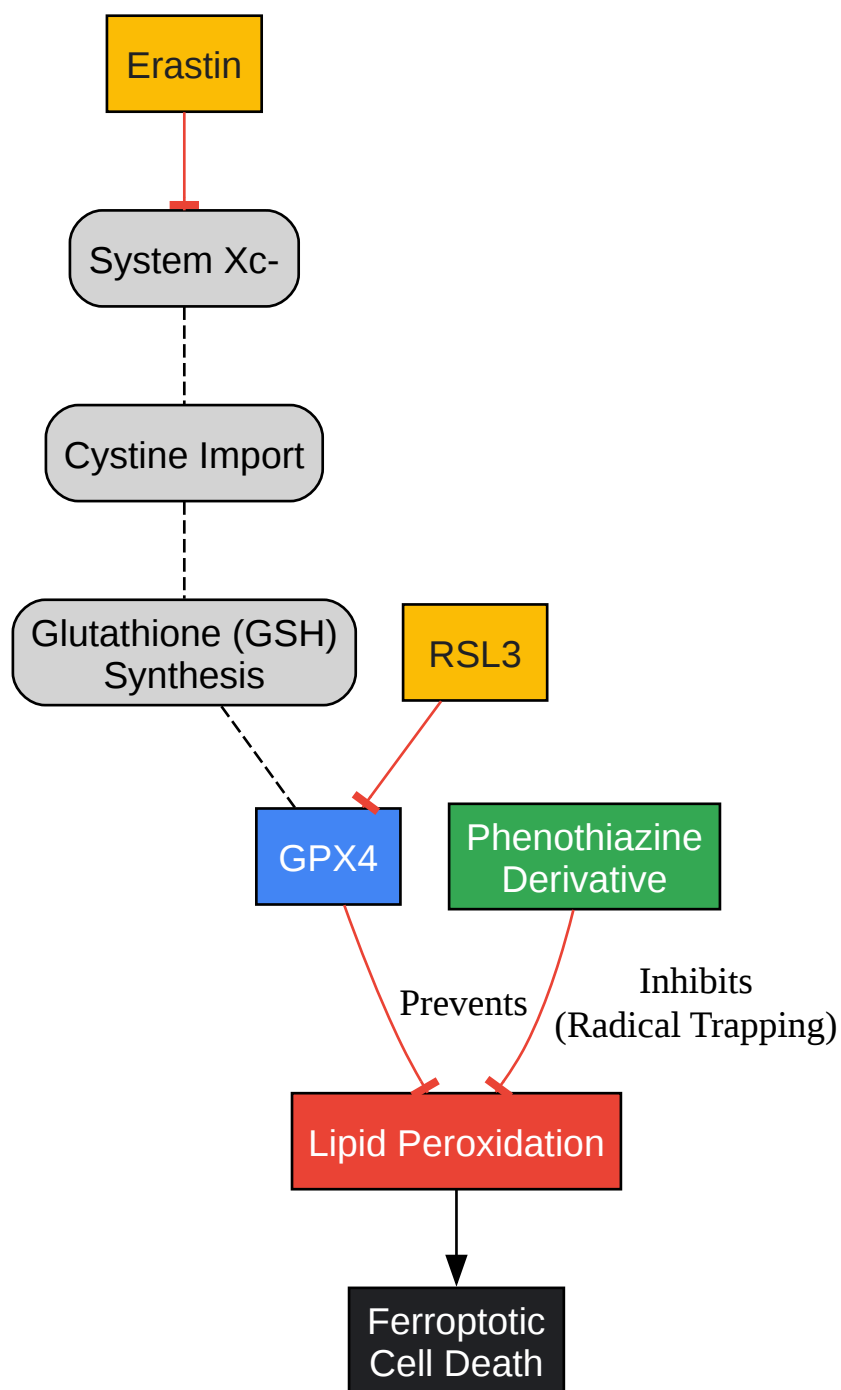 Erastin
System Xc-
Cystine Import
Glutathione (GSH)
Synthesis
RSL3
GPX4
Phenothiazine
Derivative
Prevents
Inhibits
(Radical Trapping)
Lipid Peroxidation
Ferroptotic
Cell Death